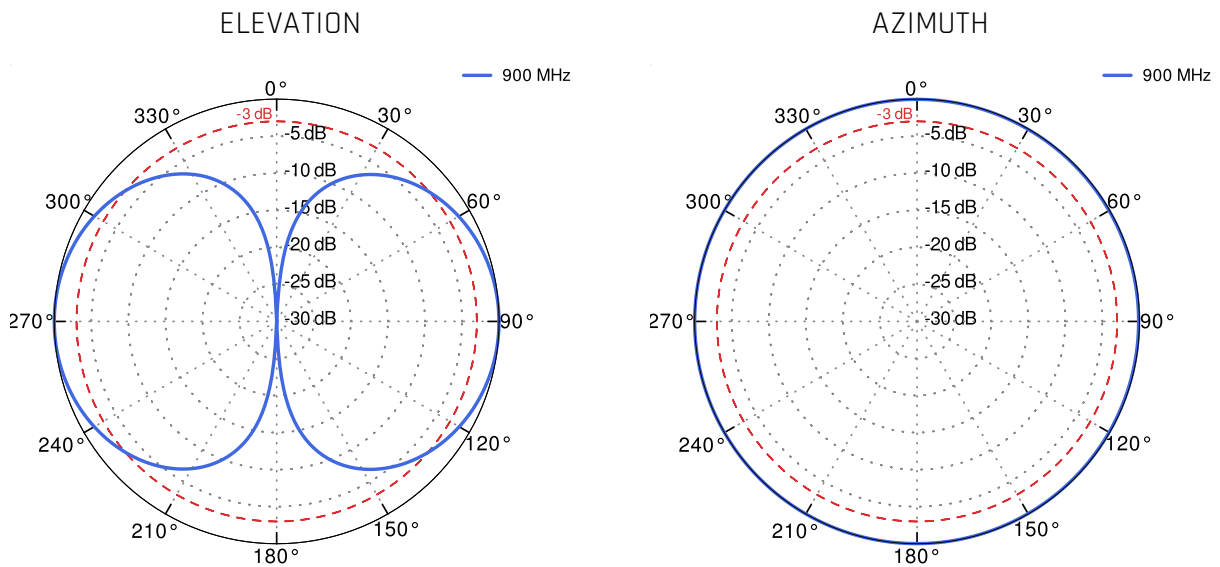 ELEVATION
900 MHz
0°
-3 dB
330°
30°
-5 dB
-10 dB
300°
60°
-15 dB
-20 dB
-25 dB
270°
-30 dB
90°
240°
120°
210°
150°
180°
AZIMUTH
900 MHz
0°
-3 dB
330°
30°
-5 dB
-10 dB
300°
60°
-15 dB
-20 dB
-25 dB
270°
-30 dB
90°
240°
120°
210°
150°
180°